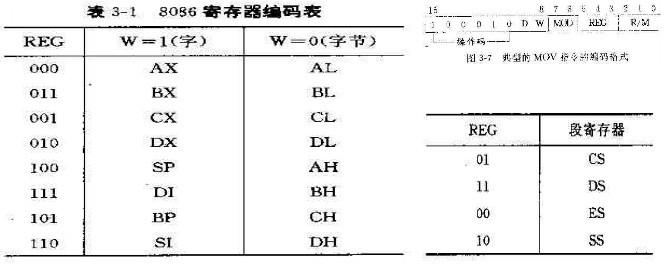 表 3-1 8086 寄存器编码表
REG W=1(字) W=0(字节)
000 AX AL
011 BX BL
001 CX CL
010 DX DL
100 SP AH
111 DI BH
101 BP CH
110 SI DH
15 8 7 6 5 4 3 2 1 0
1 0 0 0 1 0 D W MOD REG R/M
操作码
图 3-7 典型的 MOV 指令的编码格式
REG 段寄存器
01 CS
11 DS
00 ES
10 SS